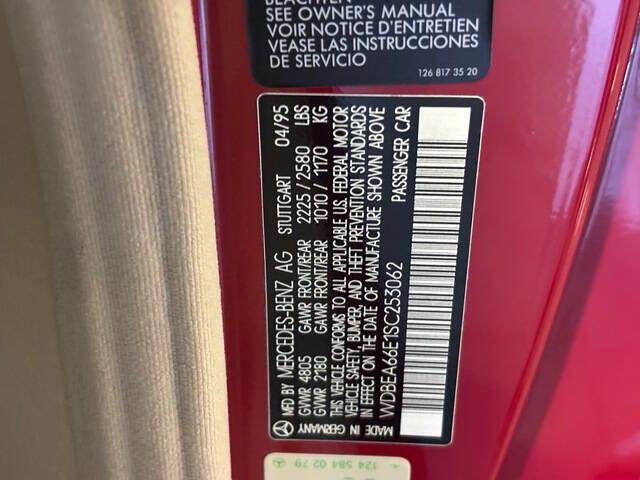 BEACHTEN
SEE OWNER'S MANUAL
VOIR NOTICE D'ENTRETIEN
VEASE LAS INSTRUCCIONES
DE SERVICIO
126 817 35 20
MFD BY MERCEDES-BENZ AG STUTTGART 04/95
GVWR 4805 GAWR FRONT/REAR 2225 / 2580 LBS
GVWR 2180 GAWR FRONT/REAR 1010 / 1170 KG
THIS VEHICLE CONFORMS TO ALL APPLICABLE U.S. FEDERAL MOTOR
VEHICLE SAFETY, BUMPER, AND THEFT PREVENTION STANDARDS
IN EFFECT ON THE DATE OF MANUFACTURE SHOWN ABOVE
WDBEA66E1SC253062 PASSENGER CAR
MADE IN GERMANY
124 584 02 79